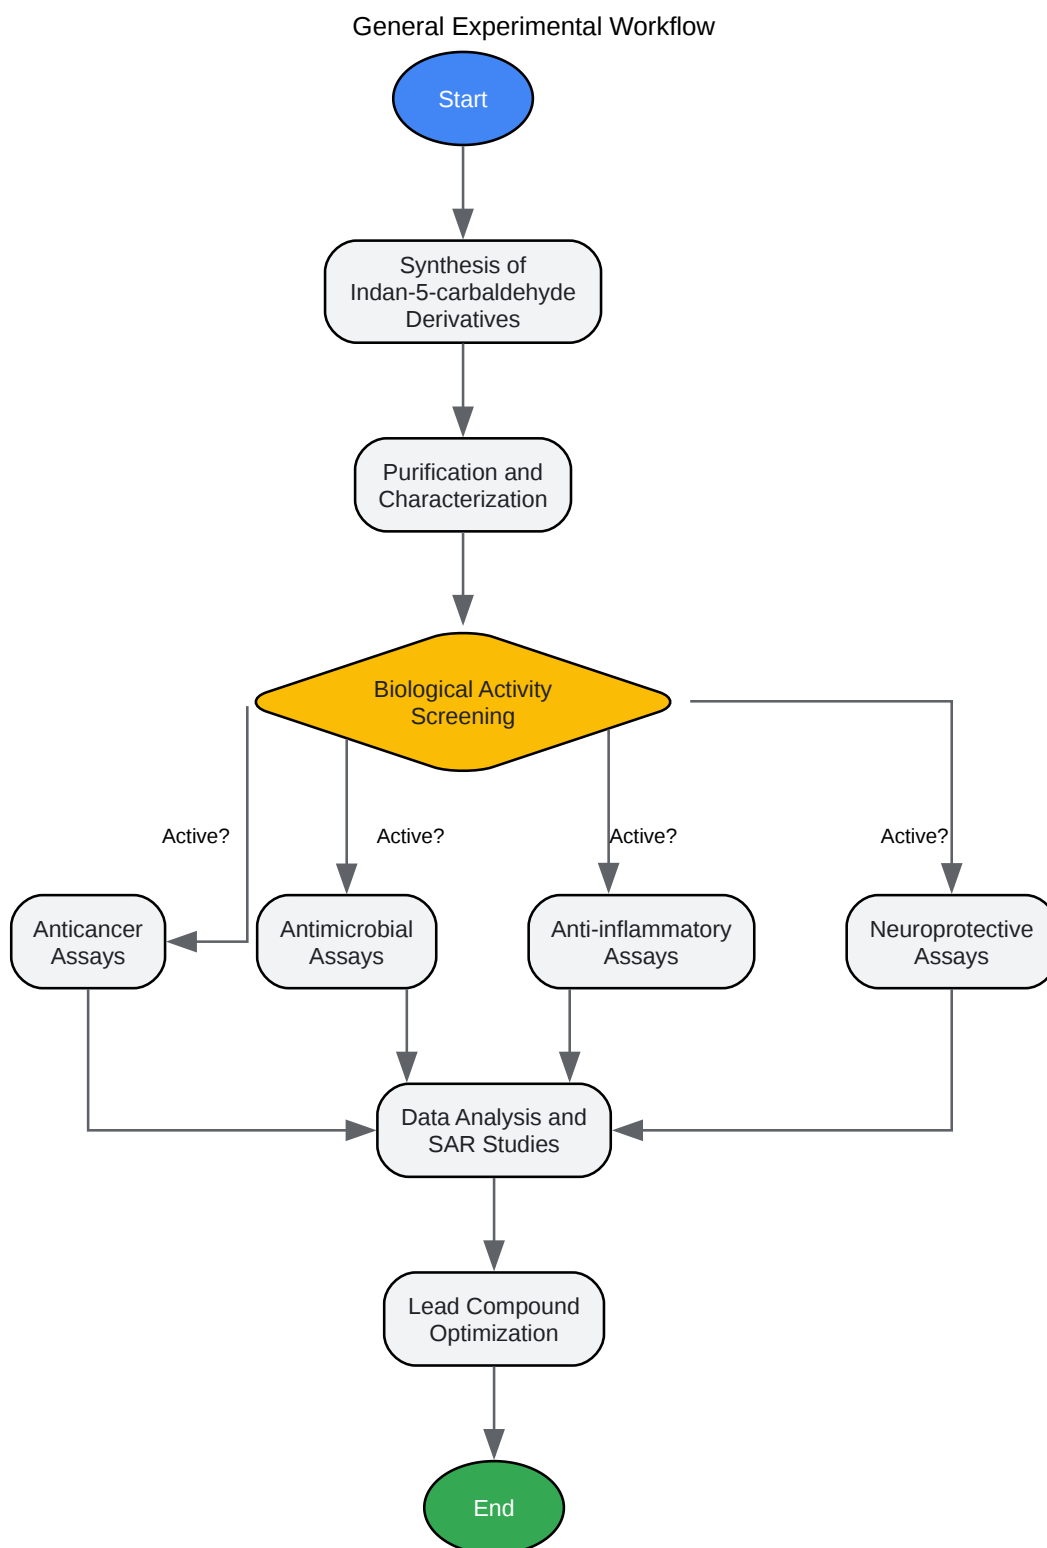 General Experimental Workflow
Start
Synthesis of
Indan-5-carbaldehyde
Derivatives
Purification and
Characterization
Biological Activity
Screening
Active?
Active?
Active?
Active?
Anticancer
Assays
Antimicrobial
Assays
Anti-inflammatory
Assays
Neuroprotective
Assays
Data Analysis and
SAR Studies
Lead Compound
Optimization
End